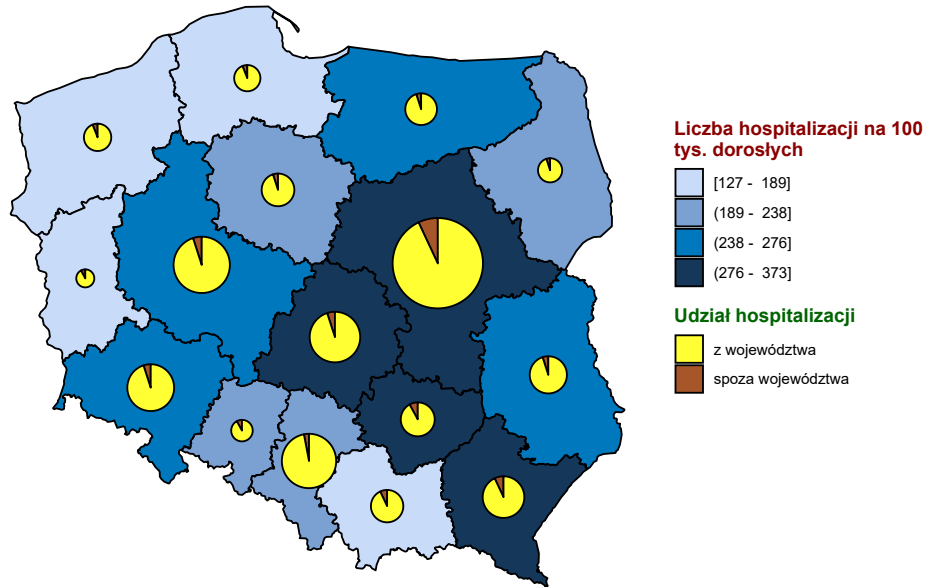 Liczba hospitalizacji na 100
tys. dorosłych
[127 - 189]
(189 - 238]
(238 - 276]
(276 - 373]
Udział hospitalizacji
z województwa
spoza województwa